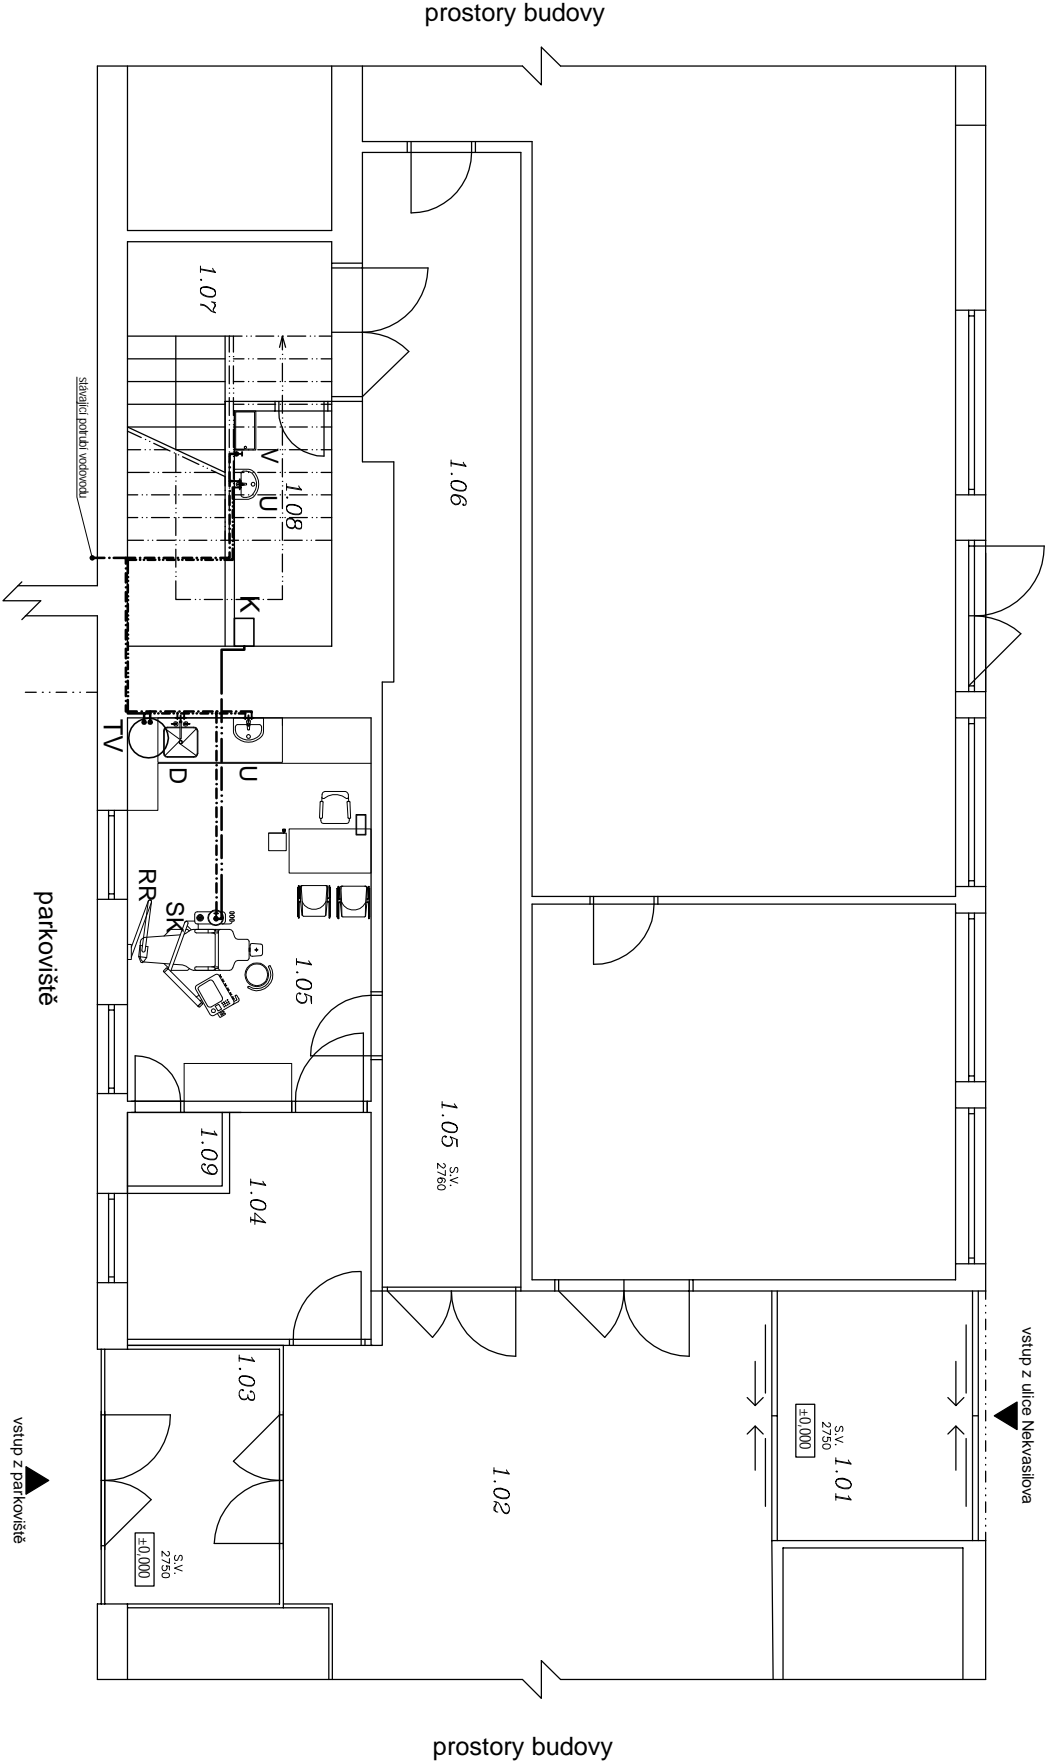 prostory budovy
1.07
stávající potrubí vodovodu
V
U
1.08
K
1.06
TV
D
U
RR
SK
1.05
parkoviště
1.05
S.V.
2760
1.09
1.04
1.03
S.V.
2750
±0,000
vstup z parkoviště
1.02
1.01
S.V.
2750
±0,000
vstup z ulice Nekvasilova
prostory budovy